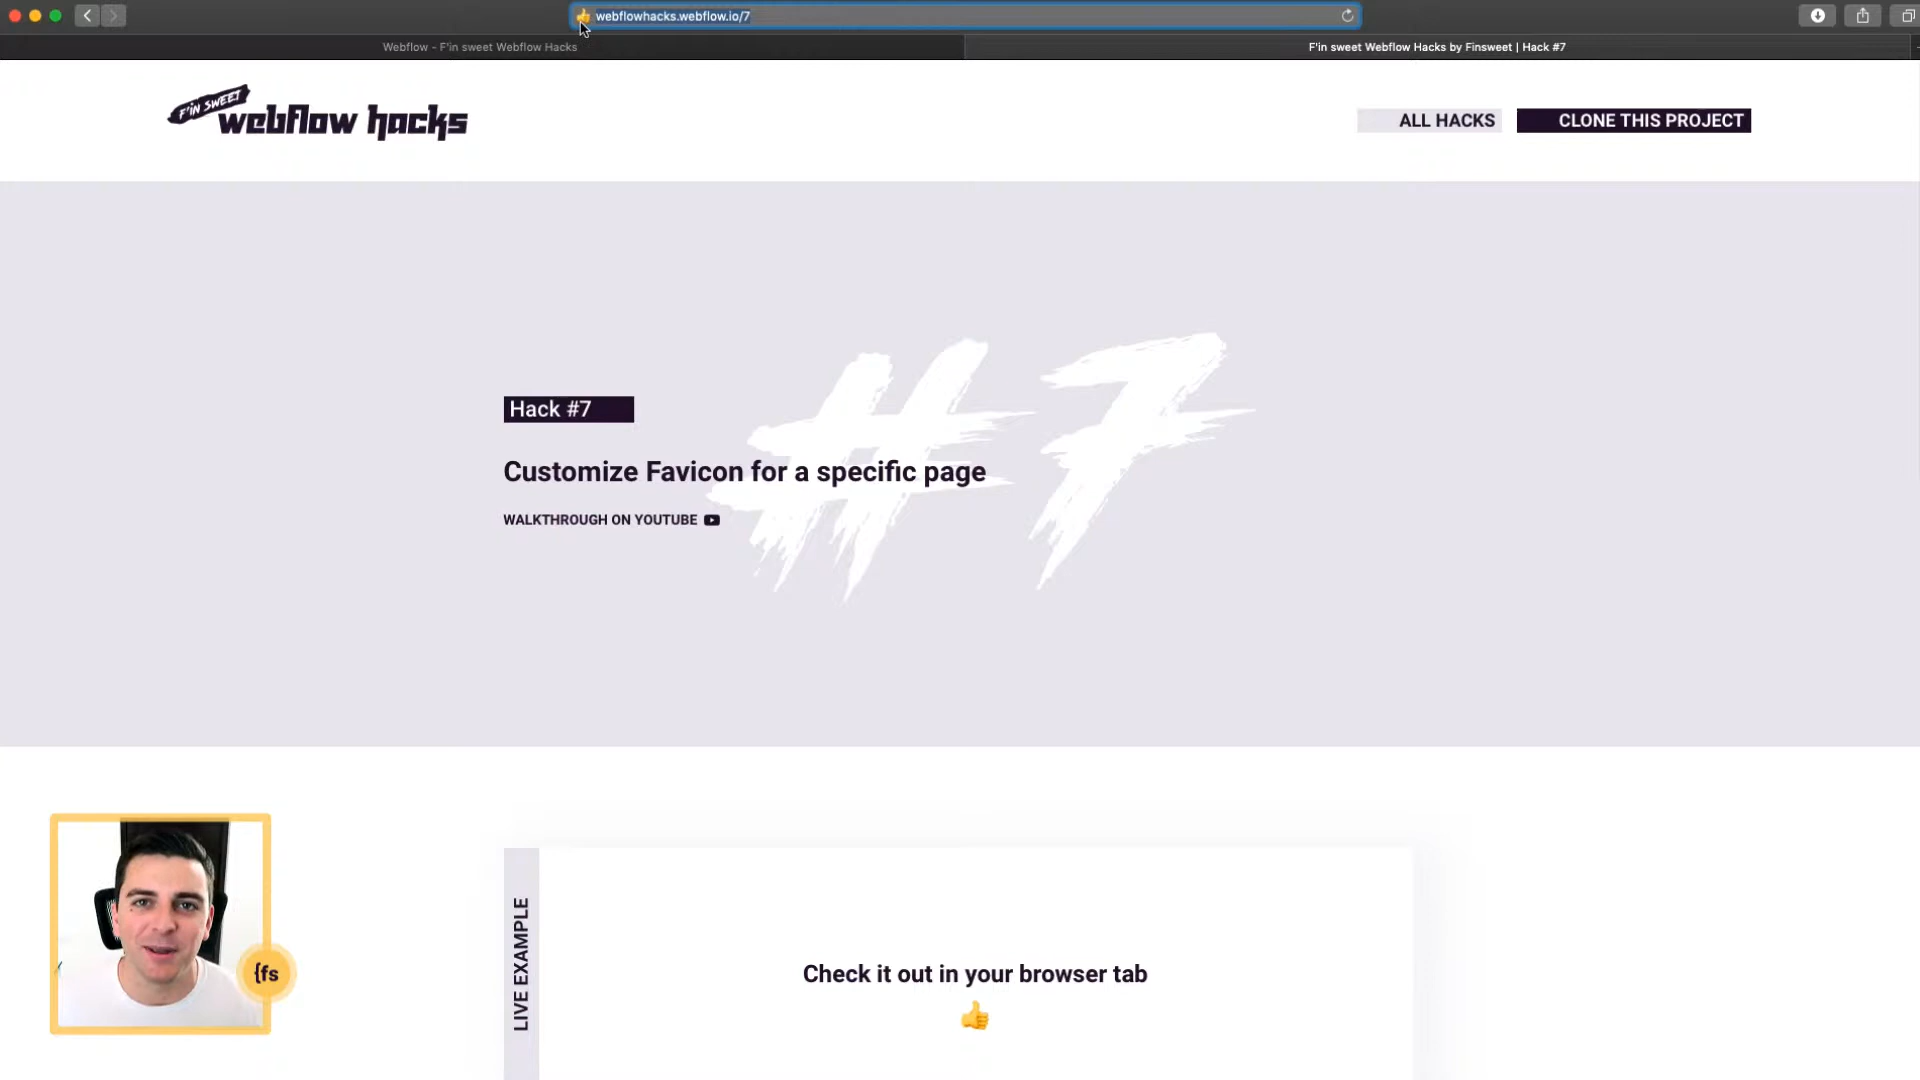 webflowhacks.webflow.io/7
Webflow - F'in sweet Webflow Hacks
F'in sweet Webflow Hacks by Finsweet | Hack #7
F'IN SWEET
webflow hacks
ALL HACKS
CLONE THIS PROJECT
#7
Hack #7
Customize Favicon for a specific page
WALKTHROUGH ON YOUTUBE
LIVE EXAMPLE
Check it out in your browser tab
{fs